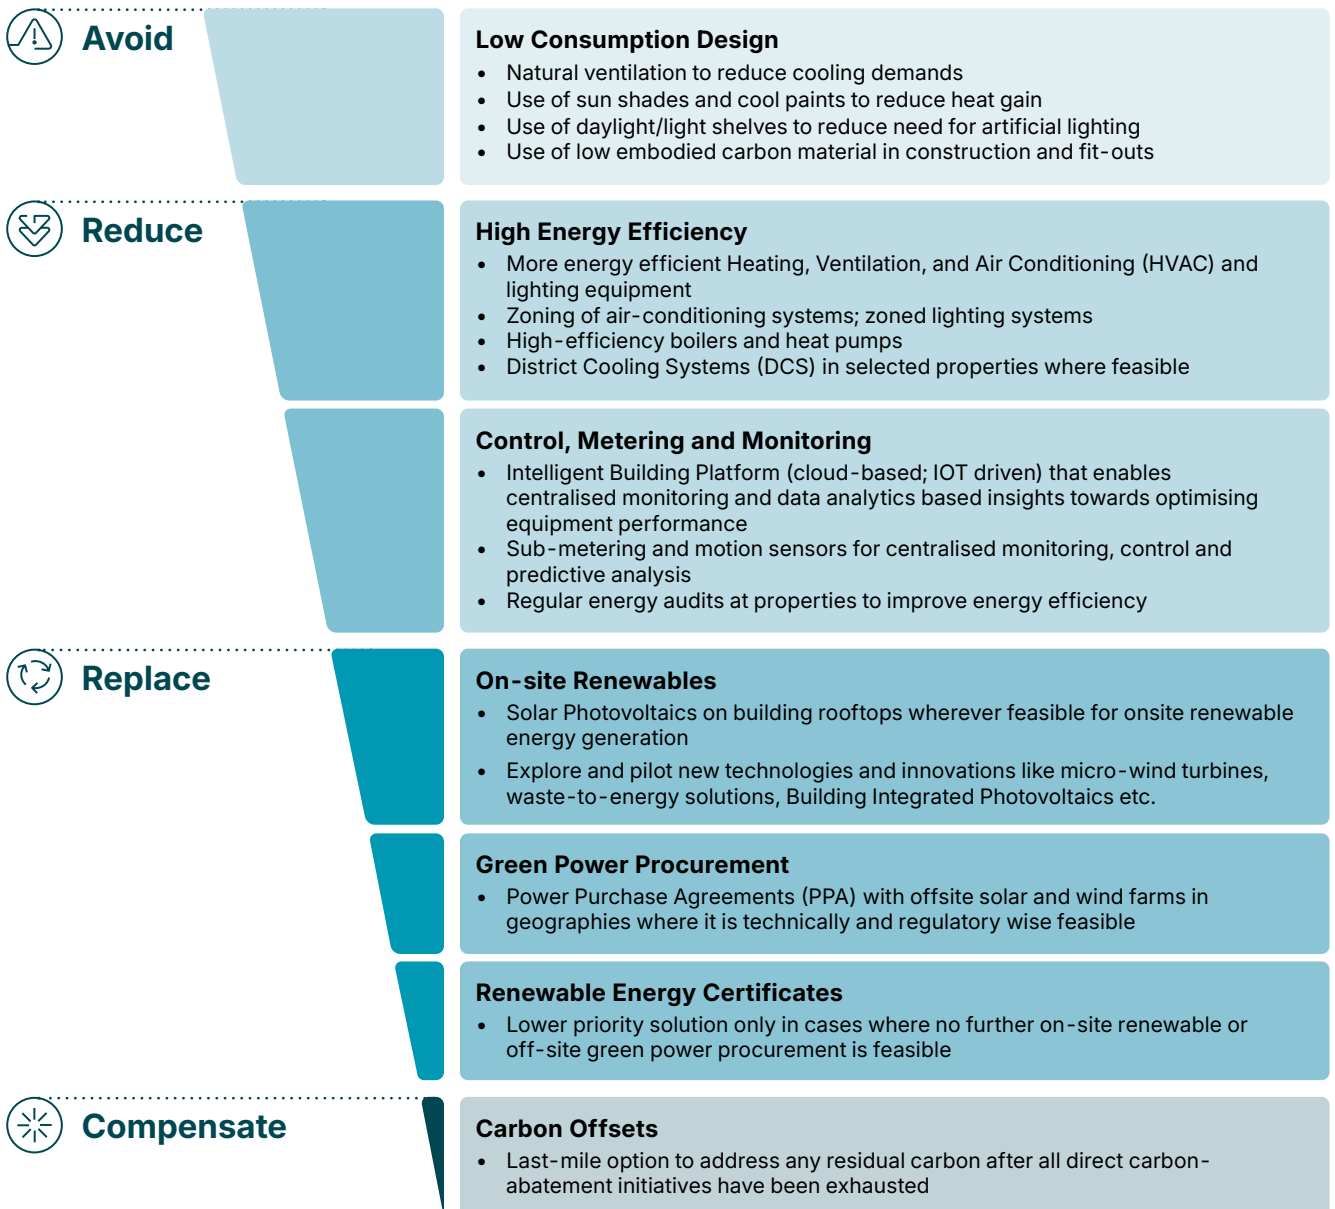 Avoid
Low Consumption Design
• Natural ventilation to reduce cooling demands
• Use of sun shades and cool paints to reduce heat gain
• Use of daylight/light shelves to reduce need for artificial lighting
• Use of low embodied carbon material in construction and fit-outs
Reduce
High Energy Efficiency
• More energy efficient Heating, Ventilation, and Air Conditioning (HVAC) and
lighting equipment
• Zoning of air-conditioning systems; zoned lighting systems
• High-efficiency boilers and heat pumps
• District Cooling Systems (DCS) in selected properties where feasible
Control, Metering and Monitoring
• Intelligent Building Platform (cloud-based; IOT driven) that enables
centralised monitoring and data analytics based insights towards optimising
equipment performance
• Sub-metering and motion sensors for centralised monitoring, control and
predictive analysis
• Regular energy audits at properties to improve energy efficiency
Replace
On-site Renewables
• Solar Photovoltaics on building rooftops wherever feasible for onsite renewable
energy generation
• Explore and pilot new technologies and innovations like micro-wind turbines,
waste-to-energy solutions, Building Integrated Photovoltaics etc.
Green Power Procurement
• Power Purchase Agreements (PPA) with offsite solar and wind farms in
geographies where it is technically and regulatory wise feasible
Renewable Energy Certificates
• Lower priority solution only in cases where no further on-site renewable or
off-site green power procurement is feasible
Compensate
Carbon Offsets
• Last-mile option to address any residual carbon after all direct carbon-
abatement initiatives have been exhausted